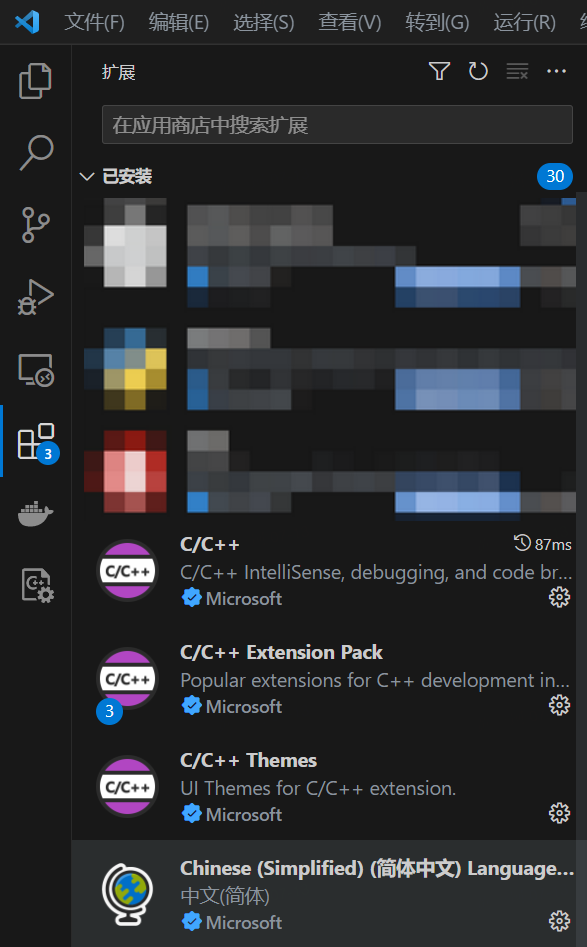 文件(F) 编辑(E) 选择(S) 查看(V) 转到(G) 运行(R)
扩展
在应用商店中搜索扩展
已安装 30
3
C/C++ 87ms
C/C++ IntelliSense, debugging, and code br...
C/C++
Microsoft
C/C++ Extension Pack
Popular extensions for C++ development in...
C/C++
Microsoft
3
C/C++ Themes
UI Themes for C/C++ extension.
C/C++
Microsoft
Chinese (Simplified) (简体中文) Language...
中文(简体)
Microsoft
C++